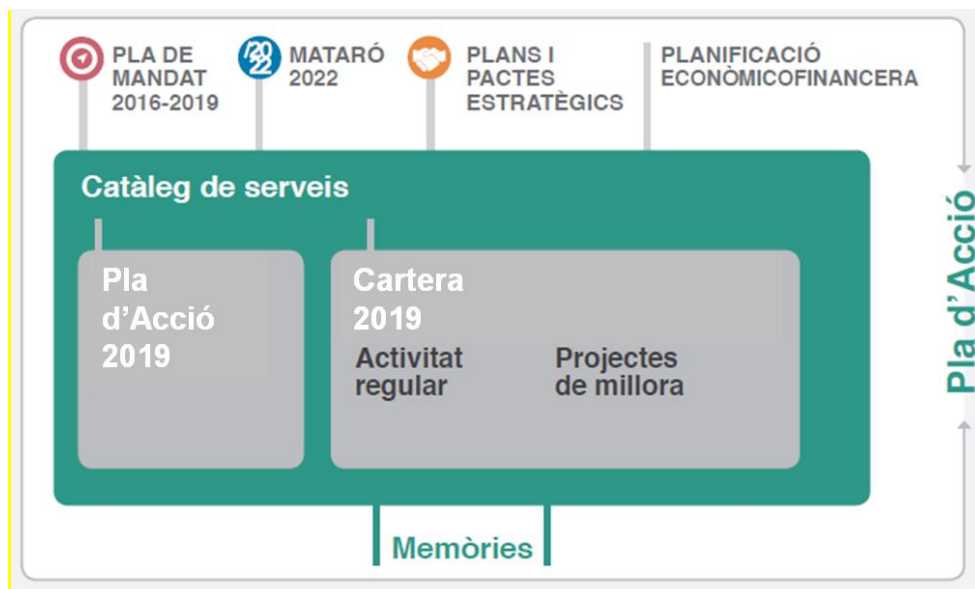 PLA DE
MANDAT
2016-2019
2022
MATARÓ
2022
PLANS I
PACTES
ESTRATÈGICS
PLANIFICACIÓ
ECONÒMICOFINANCERA
Catàleg de serveis
Pla
d'Acció
2019
Cartera
2019
Activitat
regular
Projectes
de millora
Memòries
Pla d'Acció